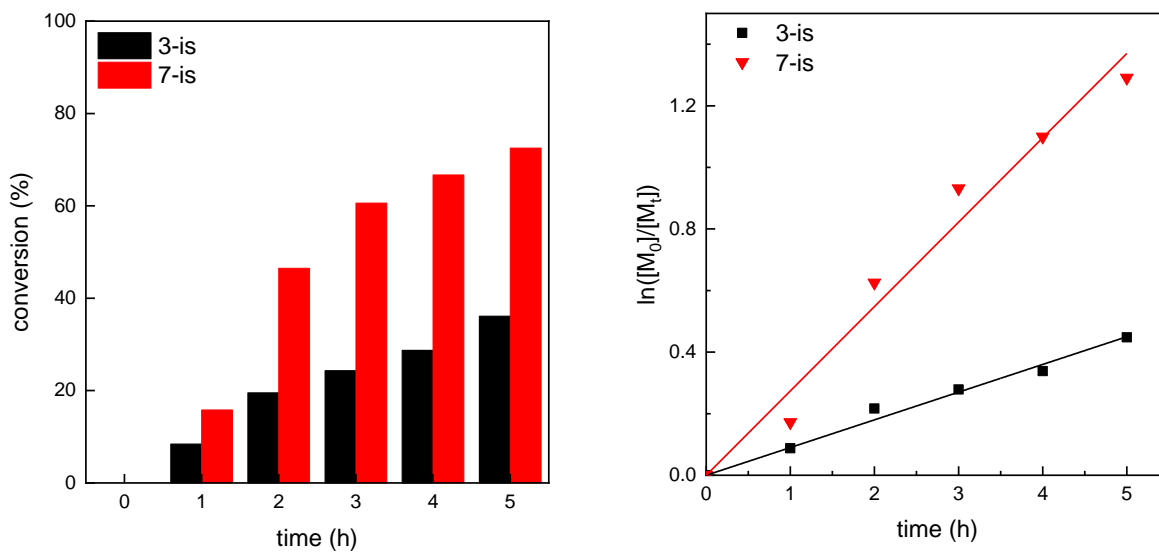 100
80
60
40
20
0
conversion (%)
3-is
7-is
0 1 2 3 4 5
time (h)
1.2
0.8
0.4
0.0
ln([M0]/[Mt])
3-is
7-is
0 1 2 3 4 5
time (h)